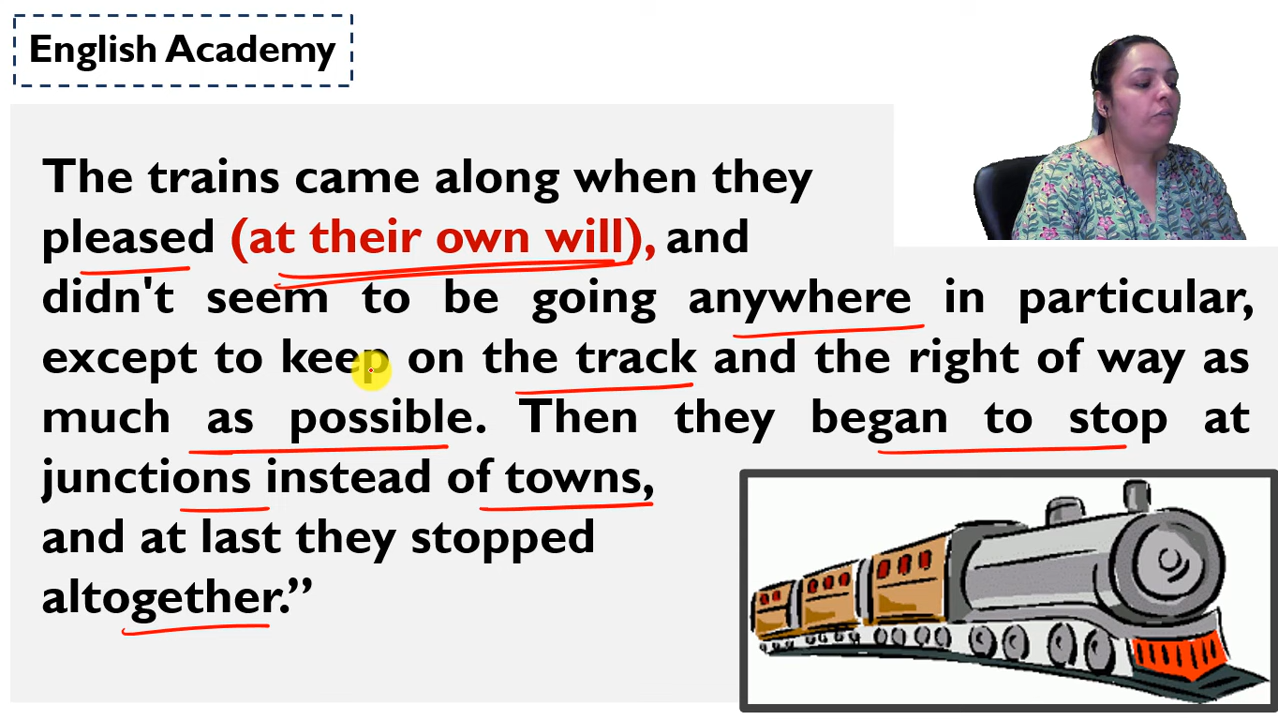 English Academy
The trains came along when they
pleased (at their own will), and
didn't seem to be going anywhere in particular,
except to keep on the track and the right of way as
much as possible. Then they began to stop at
junctions instead of towns,
and at last they stopped
altogether.”